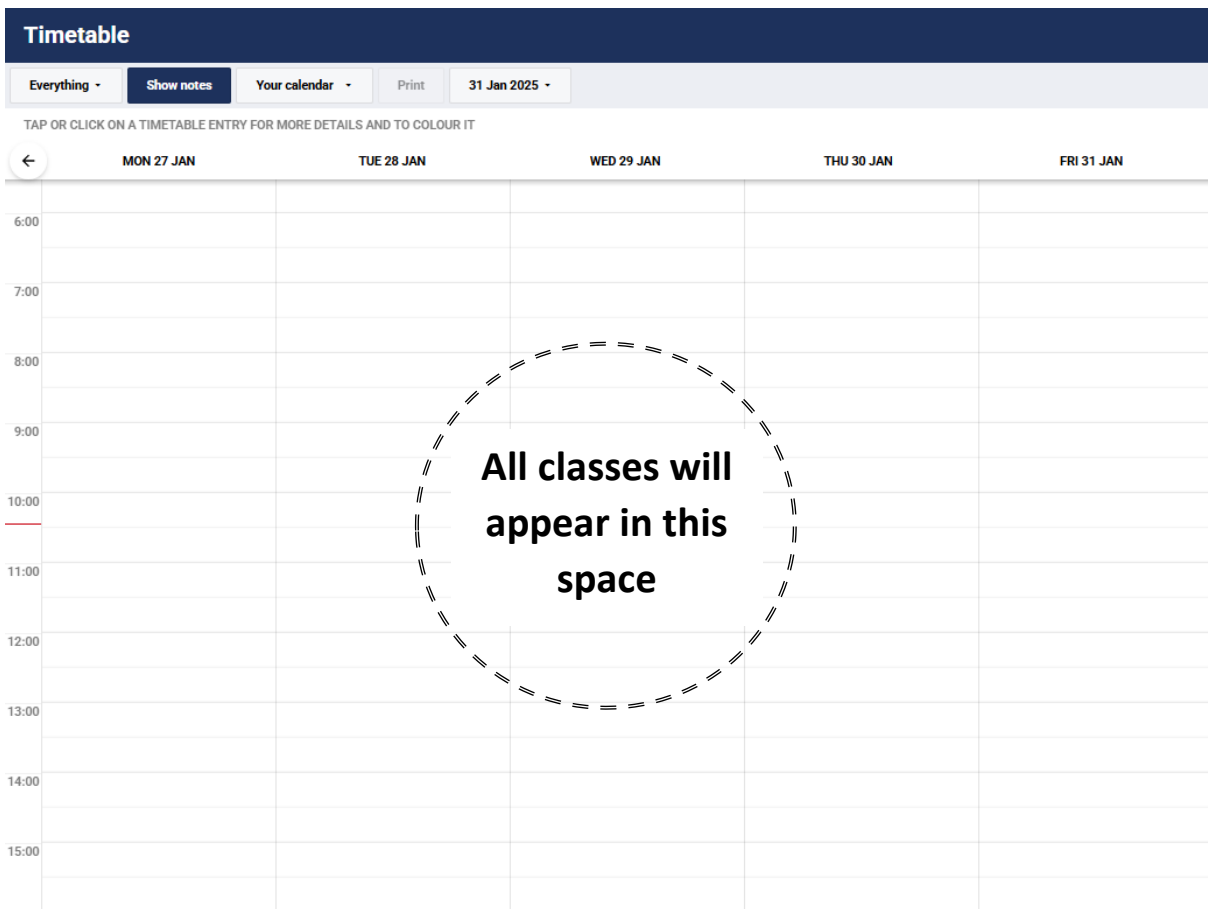 Timetable
Everything Show notes Your calendar Print 31 Jan 2025
TAP OR CLICK ON A TIMETABLE ENTRY FOR MORE DETAILS AND TO COLOUR IT
MON 27 JAN TUE 28 JAN WED 29 JAN THU 30 JAN FRI 31 JAN
6:00
7:00
8:00
9:00
All classes will
10:00
appear in this
11:00
space
12:00
13:00
14:00
15:00